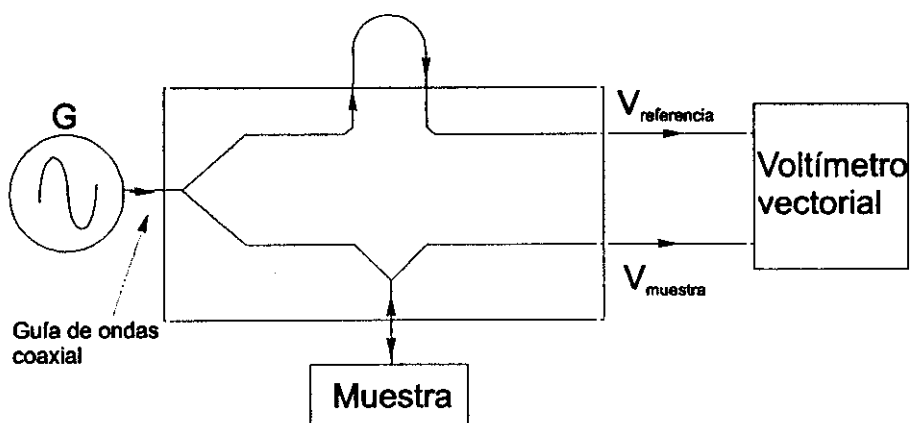 G
V referencia
Voltímetro
vectorial
V muestra
Guía de ondas
coaxial
Muestra